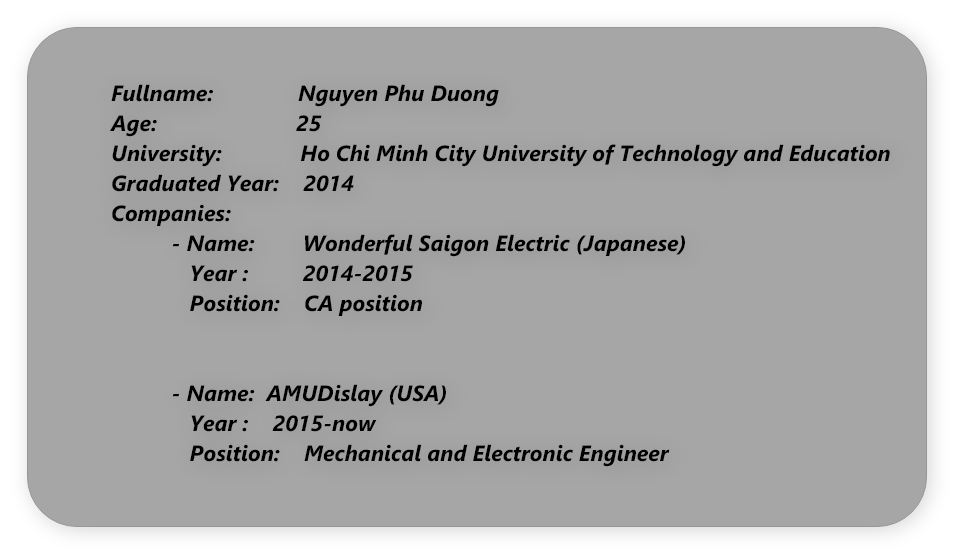 Fullname: Nguyen Phu Duong
Age: 25
University: Ho Chi Minh City University of Technology and Education
Graduated Year: 2014
Companies:
- Name: Wonderful Saigon Electric (Japanese)
Year : 2014-2015
Position: CA position
- Name: AMUDislay (USA)
Year : 2015-now
Position: Mechanical and Electronic Engineer